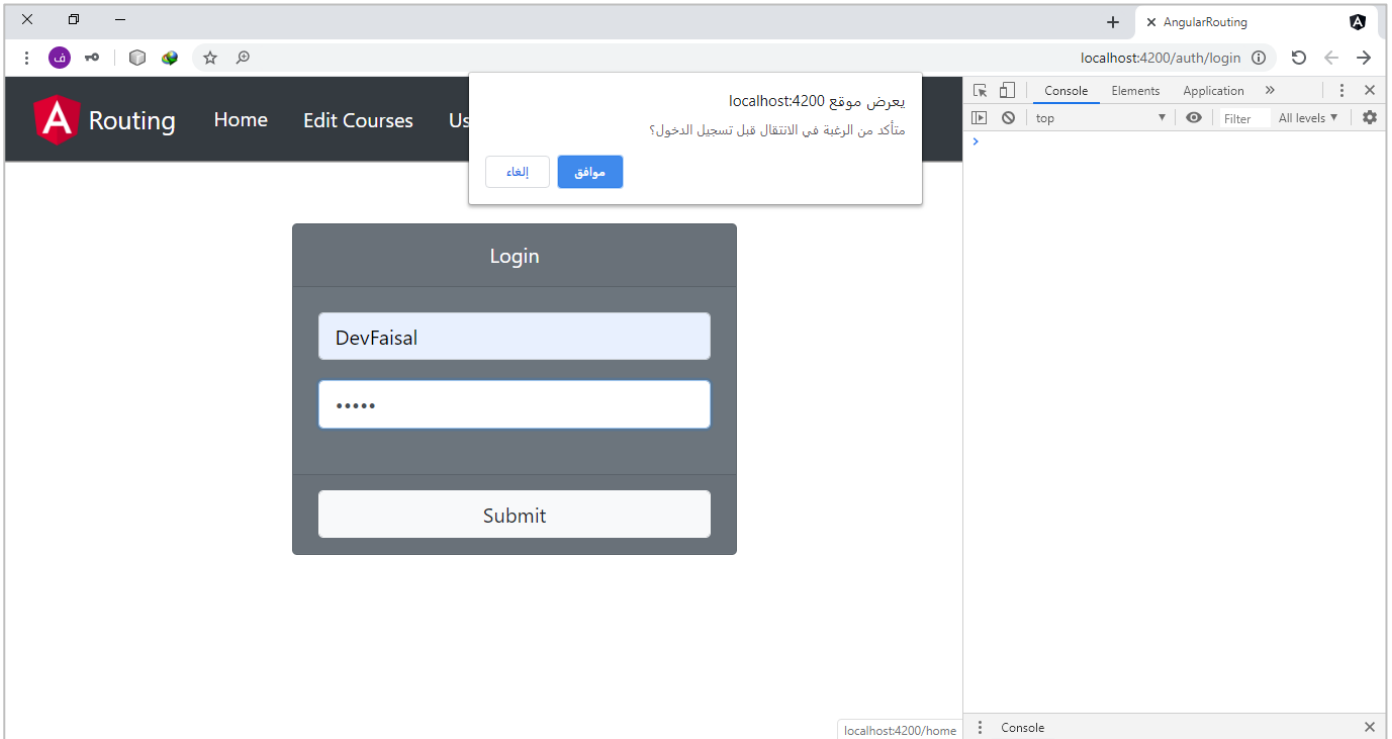 AngularRouting
localhost:4200/auth/login
ف
Routing
Home
Edit Courses
Us
يعرض موقع localhost:4200
متأكد من الرغبة في الانتقال قبل تسجيل الدخول؟
موافق
إلغاء
Login
DevFaisal
Submit
localhost:4200/home
Console Elements Application
top Filter All levels
Console